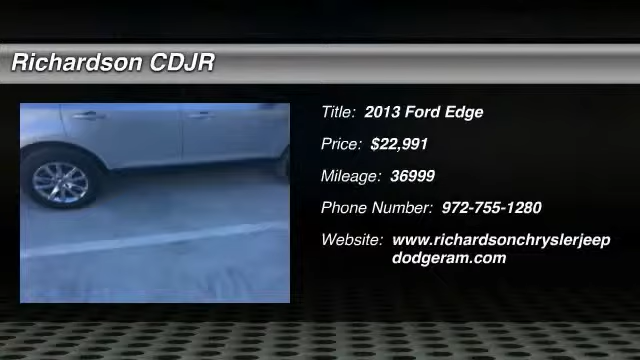 Richardson CDJR
Title: 2013 Ford Edge
Price: $22,991
Mileage: 36999
Phone Number: 972-755-1280
Website: www.richardsonchryslerjeep
dodgeram.com